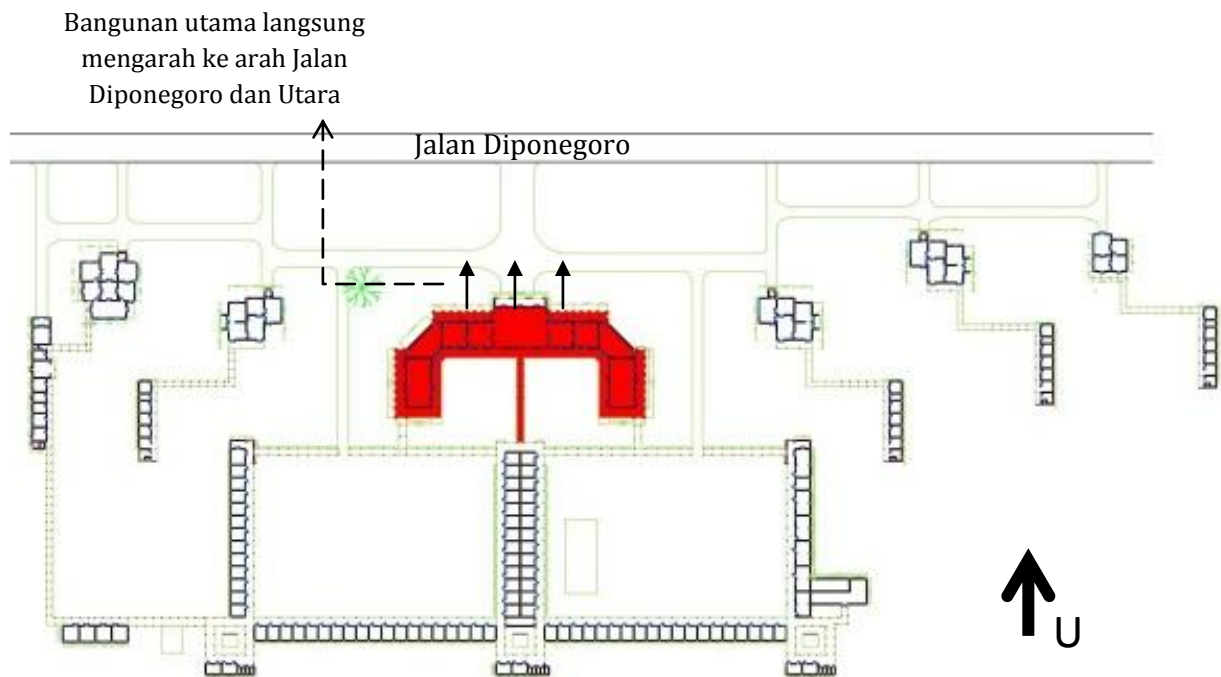 Bangunan utama langsung
mengarah ke arah Jalan
Diponegoro dan Utara
Jalan Diponegoro
U